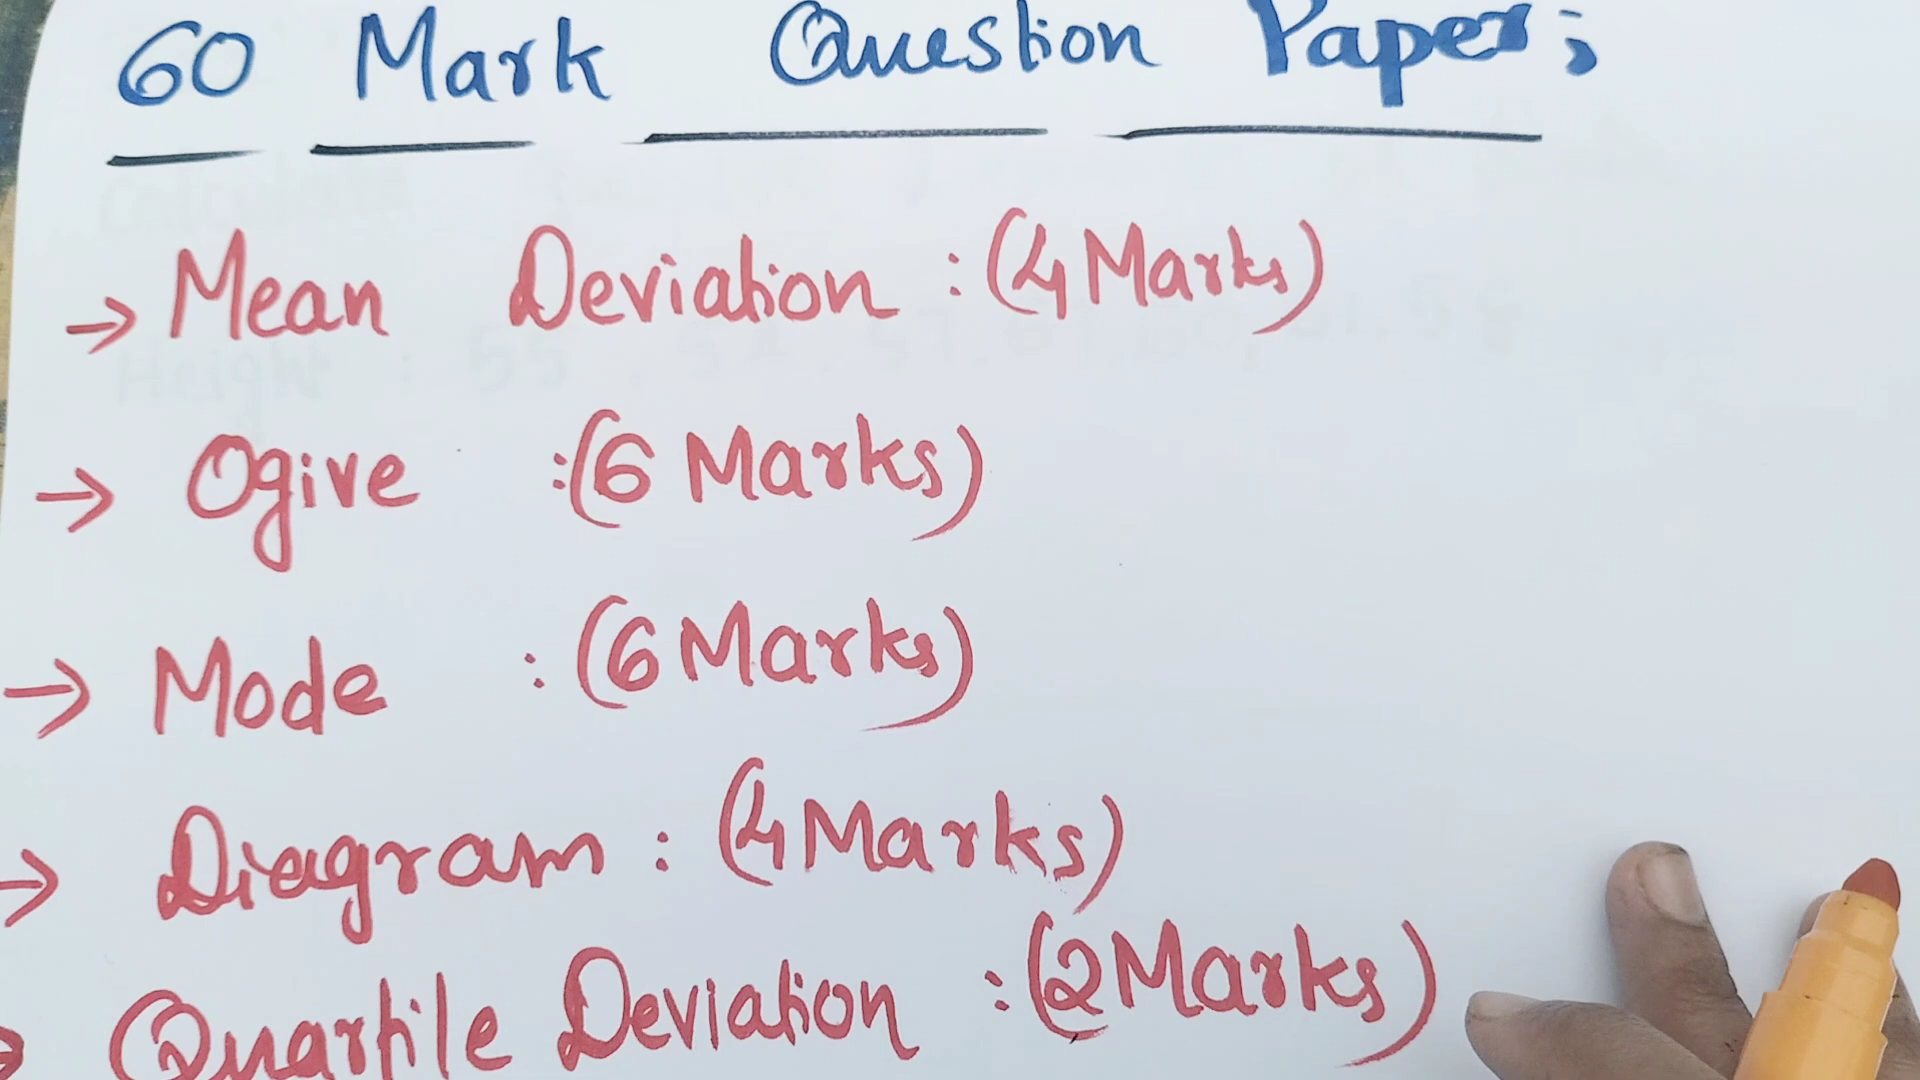 60 Mark Question Paper;
→ Mean Deviation : (4 Marks)
→ Ogive : (6 Marks)
→ Mode : (6 Marks)
→ Diagram : (4 Marks)
→ Quartile Deviation : (2 Marks)